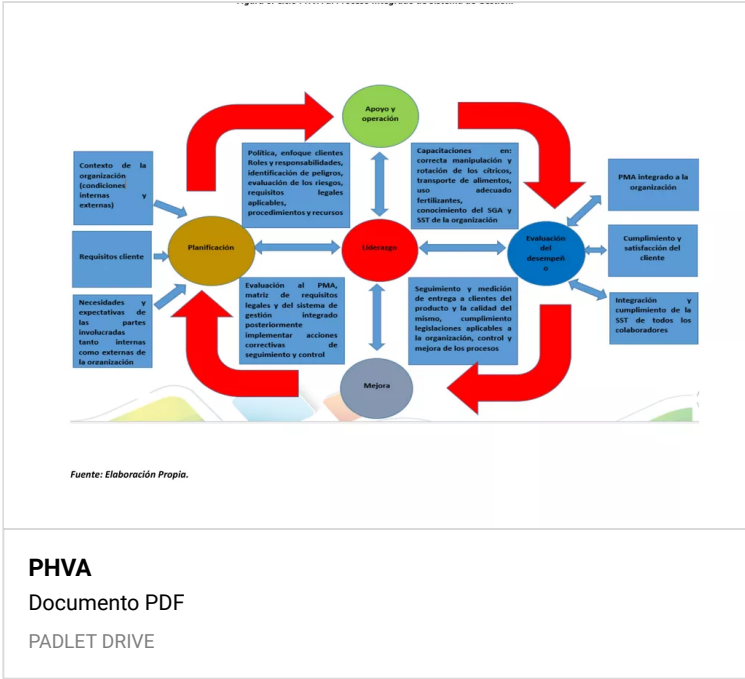 Apoyo y
operación
Política, enfoque clientes
Roles y responsabilidades,
identificación de peligros,
evaluación de los riesgos,
requisitos legales
aplicables,
procedimientos y recursos
Capacitaciones en:
correcta manipulación y
rotación de los cítricos,
transporte de alimentos,
uso adecuado
fertilizantes,
conocimiento del SGA y
SST de la organización
Contexto de la
organización
(condiciones
internas y
externas)
PMA integrado a la
organización
Requisitos cliente
Planificación
Liderazgo
Evaluación
del
desempeñ
o
Cumplimiento y
satisfacción del
cliente
Necesidades y
expectativas de
las partes
involucradas
tanto internas
como externas de
la organización
Evaluación al PMA,
matriz de requisitos
legales y del sistema de
gestión integrado
posteriormente
implementar acciones
correctivas de
seguimiento y control
Seguimiento y medición
de entrega a clientes del
producto y la calidad del
mismo, cumplimiento
legislaciones aplicables a
la organización, control y
mejora de los procesos
Integración y
cumplimiento de la
SST de todos los
colaboradores
Mejora
Fuente: Elaboración Propia.
PHVA
Documento PDF
PADLET DRIVE